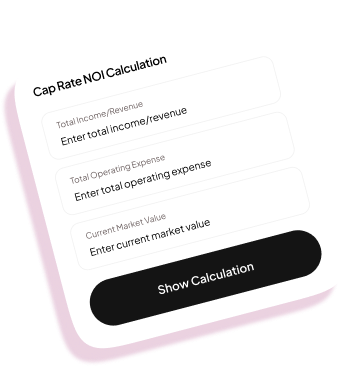 Cap Rate NOI Calculation
Total Income/Revenue
Enter total income/revenue
Total Operating Expense
Enter total operating expense
Current Market Value
Enter current market value
Show Calculation